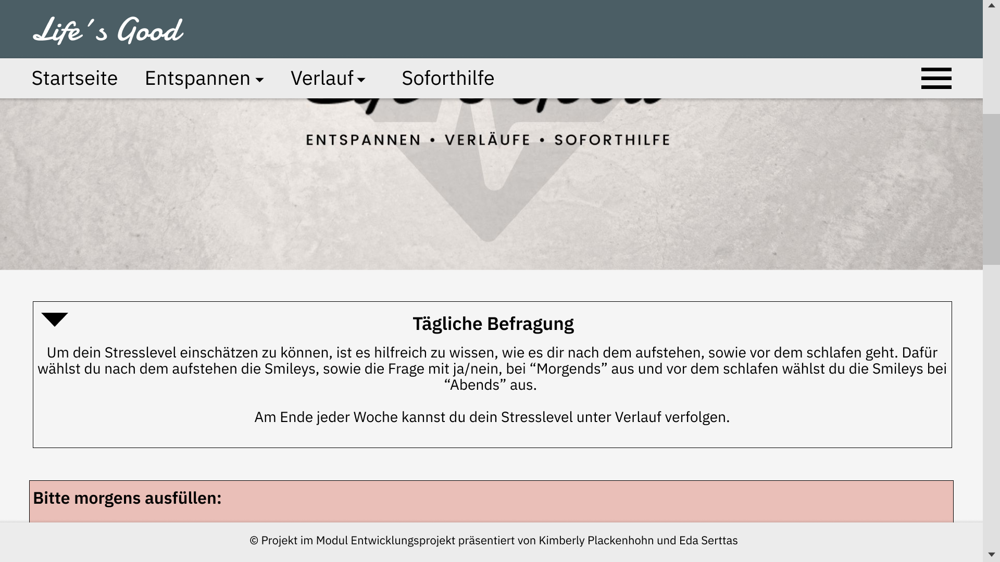 Life´s Good
Startseite Entspannen Verlauf Soforthilfe
Life´s Good
ENTSPANNEN • VERLÄUFE • SOFORTHILFE
Tägliche Befragung
Um dein Stresslevel einschätzen zu können, ist es hilfreich zu wissen, wie es dir nach dem aufstehen, sowie vor dem schlafen geht. Dafür
wählst du nach dem aufstehen die Smileys, sowie die Frage mit ja/nein, bei “Morgends” aus und vor dem schlafen wählst du die Smileys bei
“Abends” aus.
Am Ende jeder Woche kannst du dein Stresslevel unter Verlauf verfolgen.
Bitte morgens ausfüllen:
© Projekt im Modul Entwicklungsprojekt präsentiert von Kimberly Plackenhohn und Eda Serttas